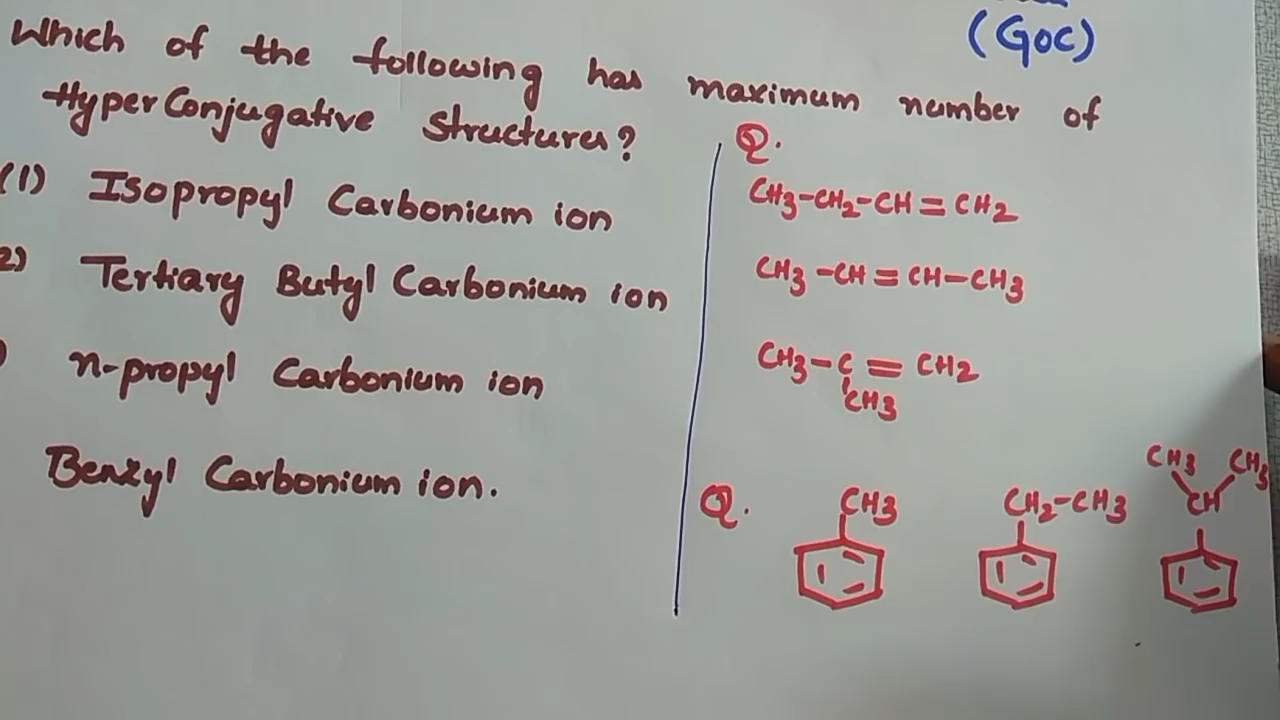 (GOC)
Which of the following has maximum number of
HyperConjugative structures?
(1) Isopropyl Carbonium ion
2) Tertiary Butyl Carbonium ion
) n-propyl Carbonium ion
Benzyl Carbonium ion.
Q.
CH3-CH2-CH=CH2
CH3-CH=CH-CH3
CH3-C=CH2
CH3
Q.
CH3
CH2-CH3
CH3 CH3
CH